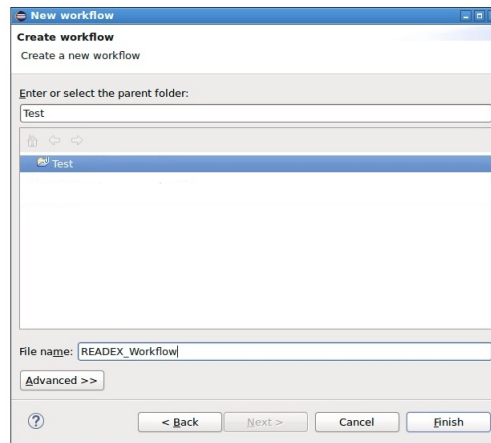 New workflow
Create workflow
Create a new workflow
Enter or select the parent folder:
Test
Test
File name: READEX_Workflow
Advanced >>
? < Back Next > Cancel Finish